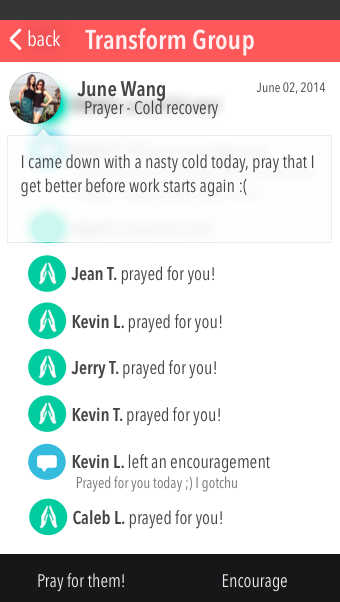 back Transform Group
June Wang June 02, 2014
Prayer - Cold recovery
I came down with a nasty cold today, pray that I
get better before work starts again :(
Jean T. prayed for you!
Kevin L. prayed for you!
Jerry T. prayed for you!
Kevin T. prayed for you!
Kevin L. left an encouragement
Prayed for you today ;) I gotchu
Caleb L. prayed for you!
Pray for them! Encourage